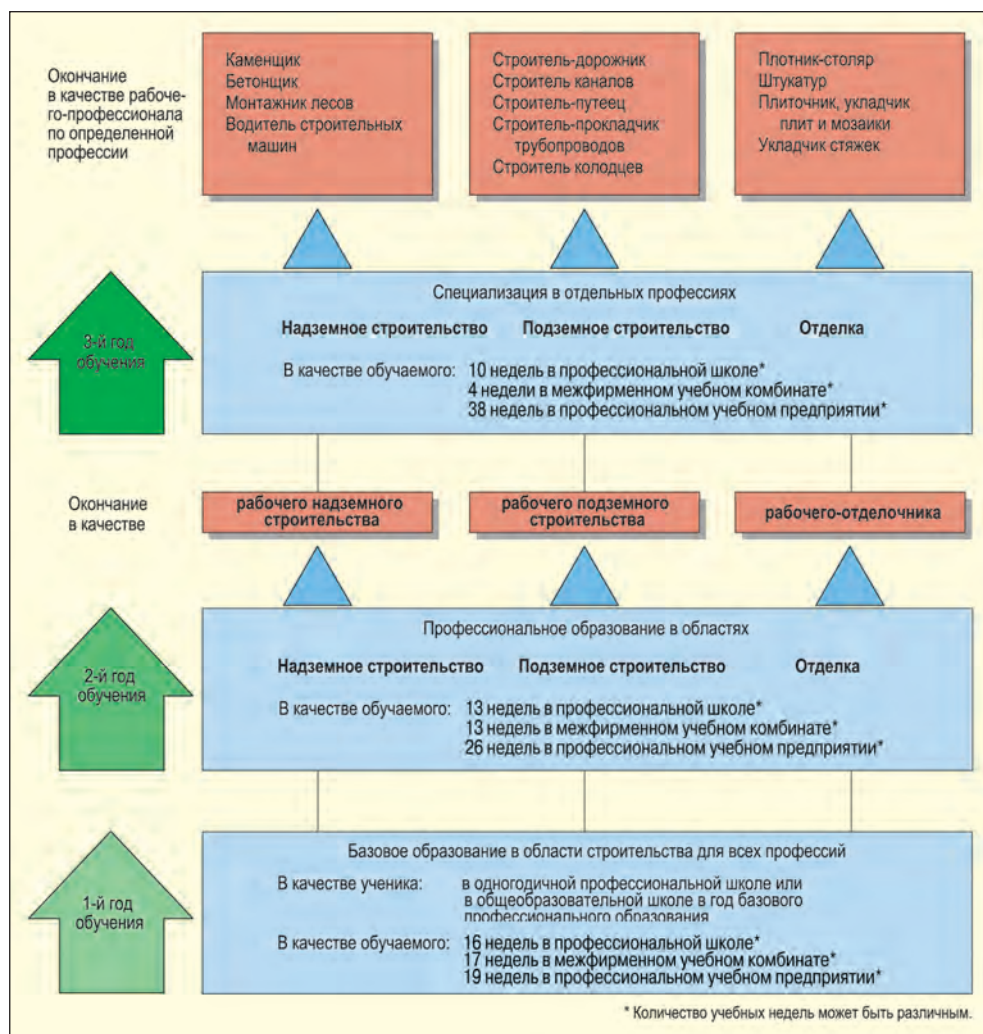 Окончание
в качестве рабоче-
го-профессионала
по определенной
профессии
Каменщик
Бетонщик
Монтажник лесов
Водитель строительных
машин
Строитель-дорожник
Строитель каналов
Строитель-путеец
Строитель-прокладчик
трубопроводов
Строитель колодцев
Плотник-столяр
Штукатур
Плиточник, укладчик
плит и мозаики
Укладчик стяжек
3-й год
обучения
Специализация в отдельных профессиях
Надземное строительство Подземное строительство Отделка
В качестве обучаемого: 10 недель в профессиональной школе*
4 недели в межфирменном учебном комбинате*
38 недель в профессиональном учебном предприятии*
Окончание
в качестве
рабочего надземного
строительства
рабочего подземного
строительства
рабочего-отделочника
2-й год
обучения
Профессиональное образование в областях
Надземное строительство Подземное строительство Отделка
В качестве обучаемого: 13 недель в профессиональной школе*
13 недель в межфирменном учебном комбинате*
26 недель в профессиональном учебном предприятии*
1-й год
обучения
Базовое образование в области строительства для всех профессий
В качестве ученика: в одногодичной профессиональной школе или
в общеобразовательной школе в год базового
профессионального образования
В качестве обучаемого: 16 недель в профессиональной школе*
17 недель в межфирменном учебном комбинате*
19 недель в профессиональном учебном предприятии*
* Количество учебных недель может быть различным.